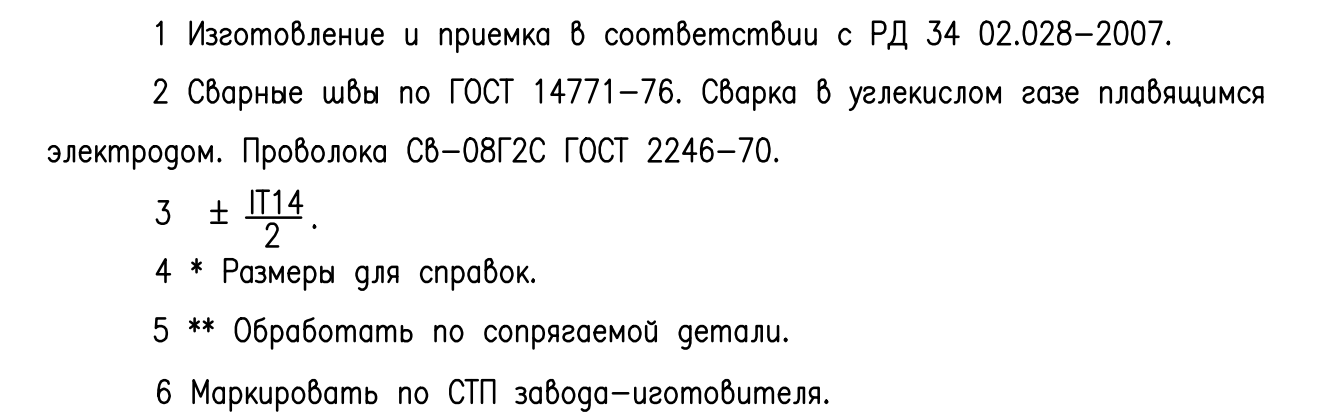 1 Изготовление и приемка в соответствии с РД 34 02.028–2007.
2 Сварные швы по ГОСТ 14771–76. Сварка в углекислом газе плавящимся
электродом. Проволока Св–08Г2С ГОСТ 2246–70.
3 ± IT14/2.
4 * Размеры для справок.
5 ** Обработать по сопрягаемой детали.
6 Маркировать по СТП завода–иготовителя.